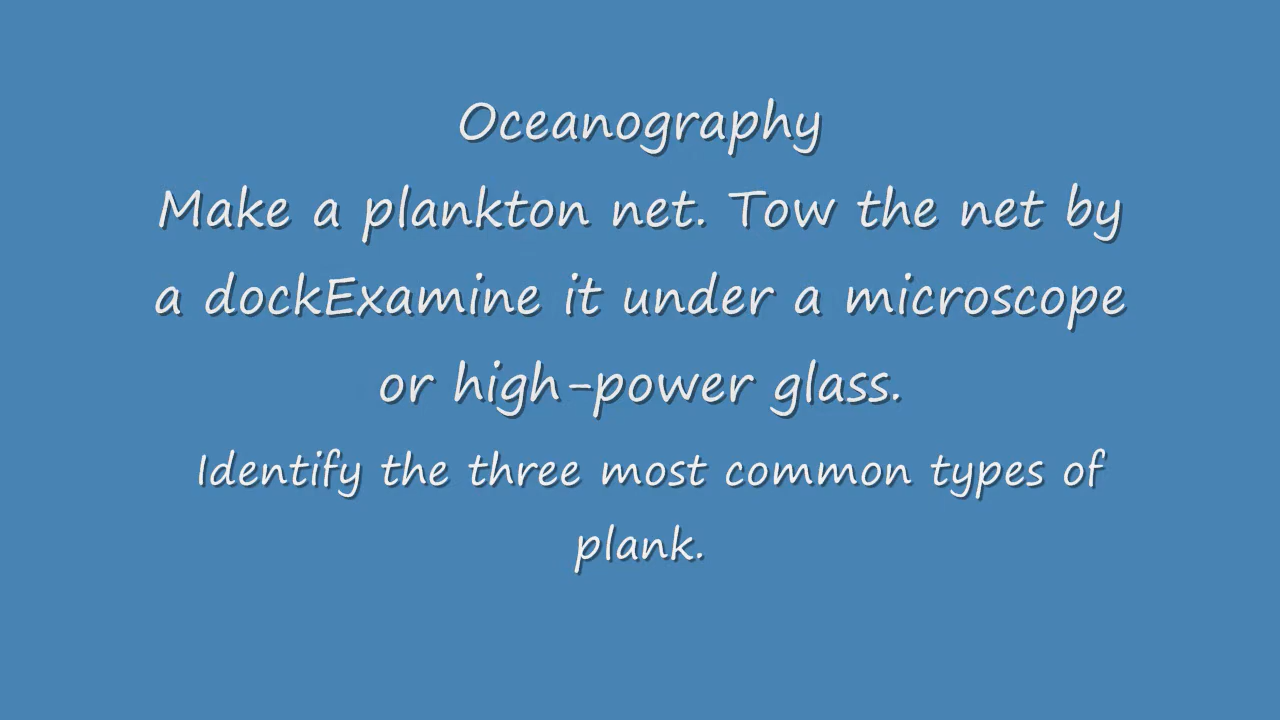 Oceanography
Make a plankton net. Tow the net by
a dockExamine it under a microscope
or high-power glass.
Identify the three most common types of
plank.